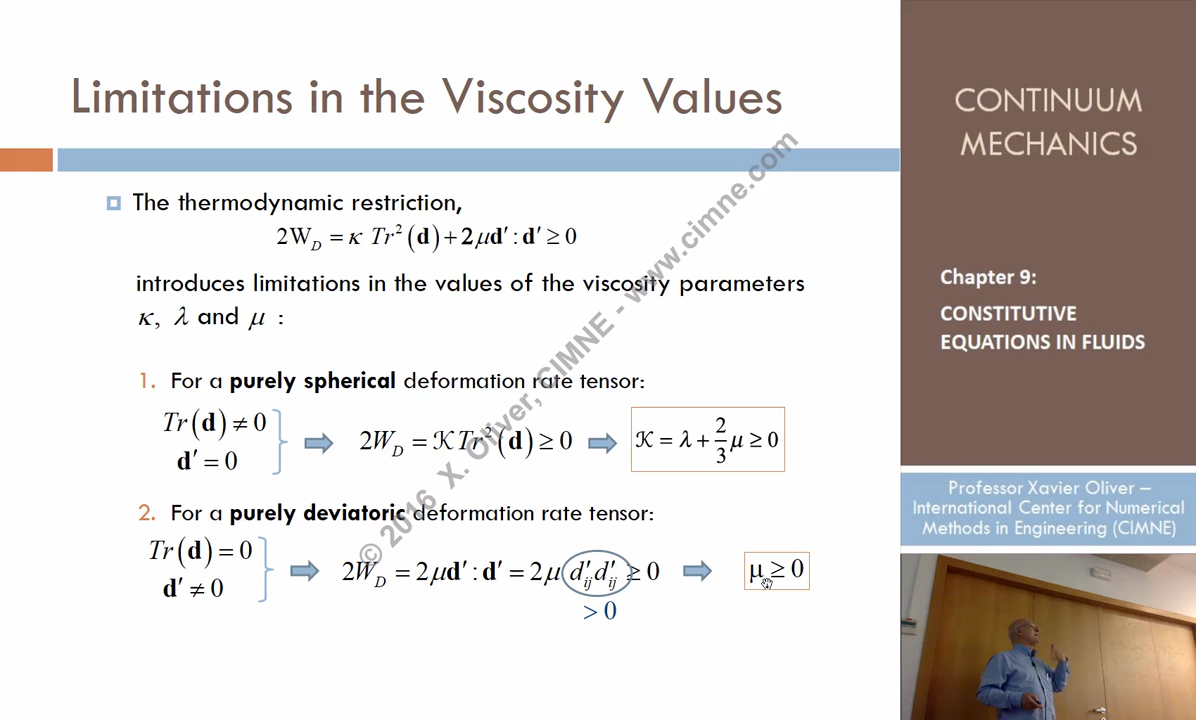 Limitations in the Viscosity Values
The thermodynamic restriction,
2W_D = κ Tr²(d) + 2μd′ : d′ ≥ 0
introduces limitations in the values of the viscosity parameters
κ, λ and μ :
1. For a purely spherical deformation rate tensor:
Tr(d) ≠ 0
d′ = 0
2W_D = 𝒦 Tr²(d) ≥ 0
𝒦 = λ + 2/3 μ ≥ 0
2. For a purely deviatoric deformation rate tensor:
Tr(d) = 0
d′ ≠ 0
2W_D = 2μd′ : d′ = 2μ d′_ij d′_ij ≥ 0
> 0
μ ≥ 0
© 2016 X. Oliver, CIMNE - www.cimne.com
CONTINUUM
MECHANICS
Chapter 9:
CONSTITUTIVE
EQUATIONS IN FLUIDS
Professor Xavier Oliver –
International Center for Numerical
Methods in Engineering (CIMNE)